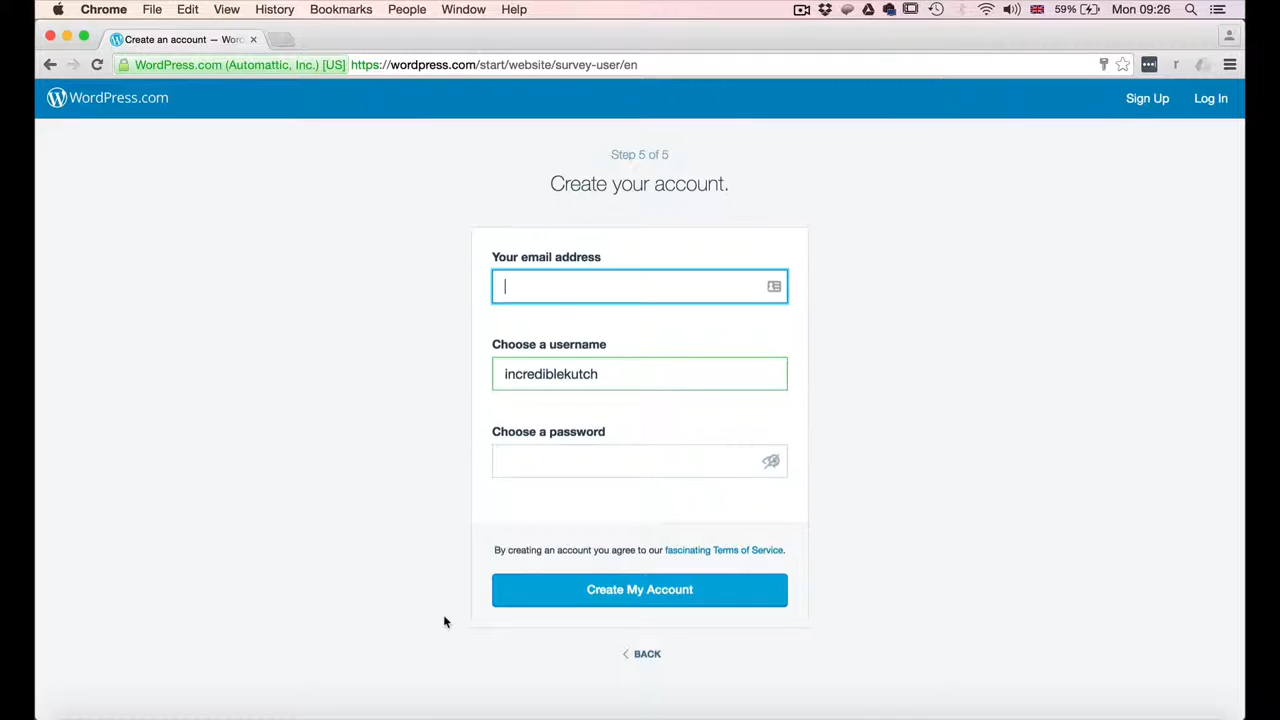 Chrome File Edit View History Bookmarks People Window Help 59% Mon 09:26
Create an account — Wor
WordPress.com (Automattic, Inc.) [US] https://wordpress.com/start/website/survey-user/en r
WordPress.com Sign Up Log In
Step 5 of 5
Create your account.
Your email address
Choose a username
incrediblekutch
Choose a password
By creating an account you agree to our fascinating Terms of Service.
Create My Account
BACK